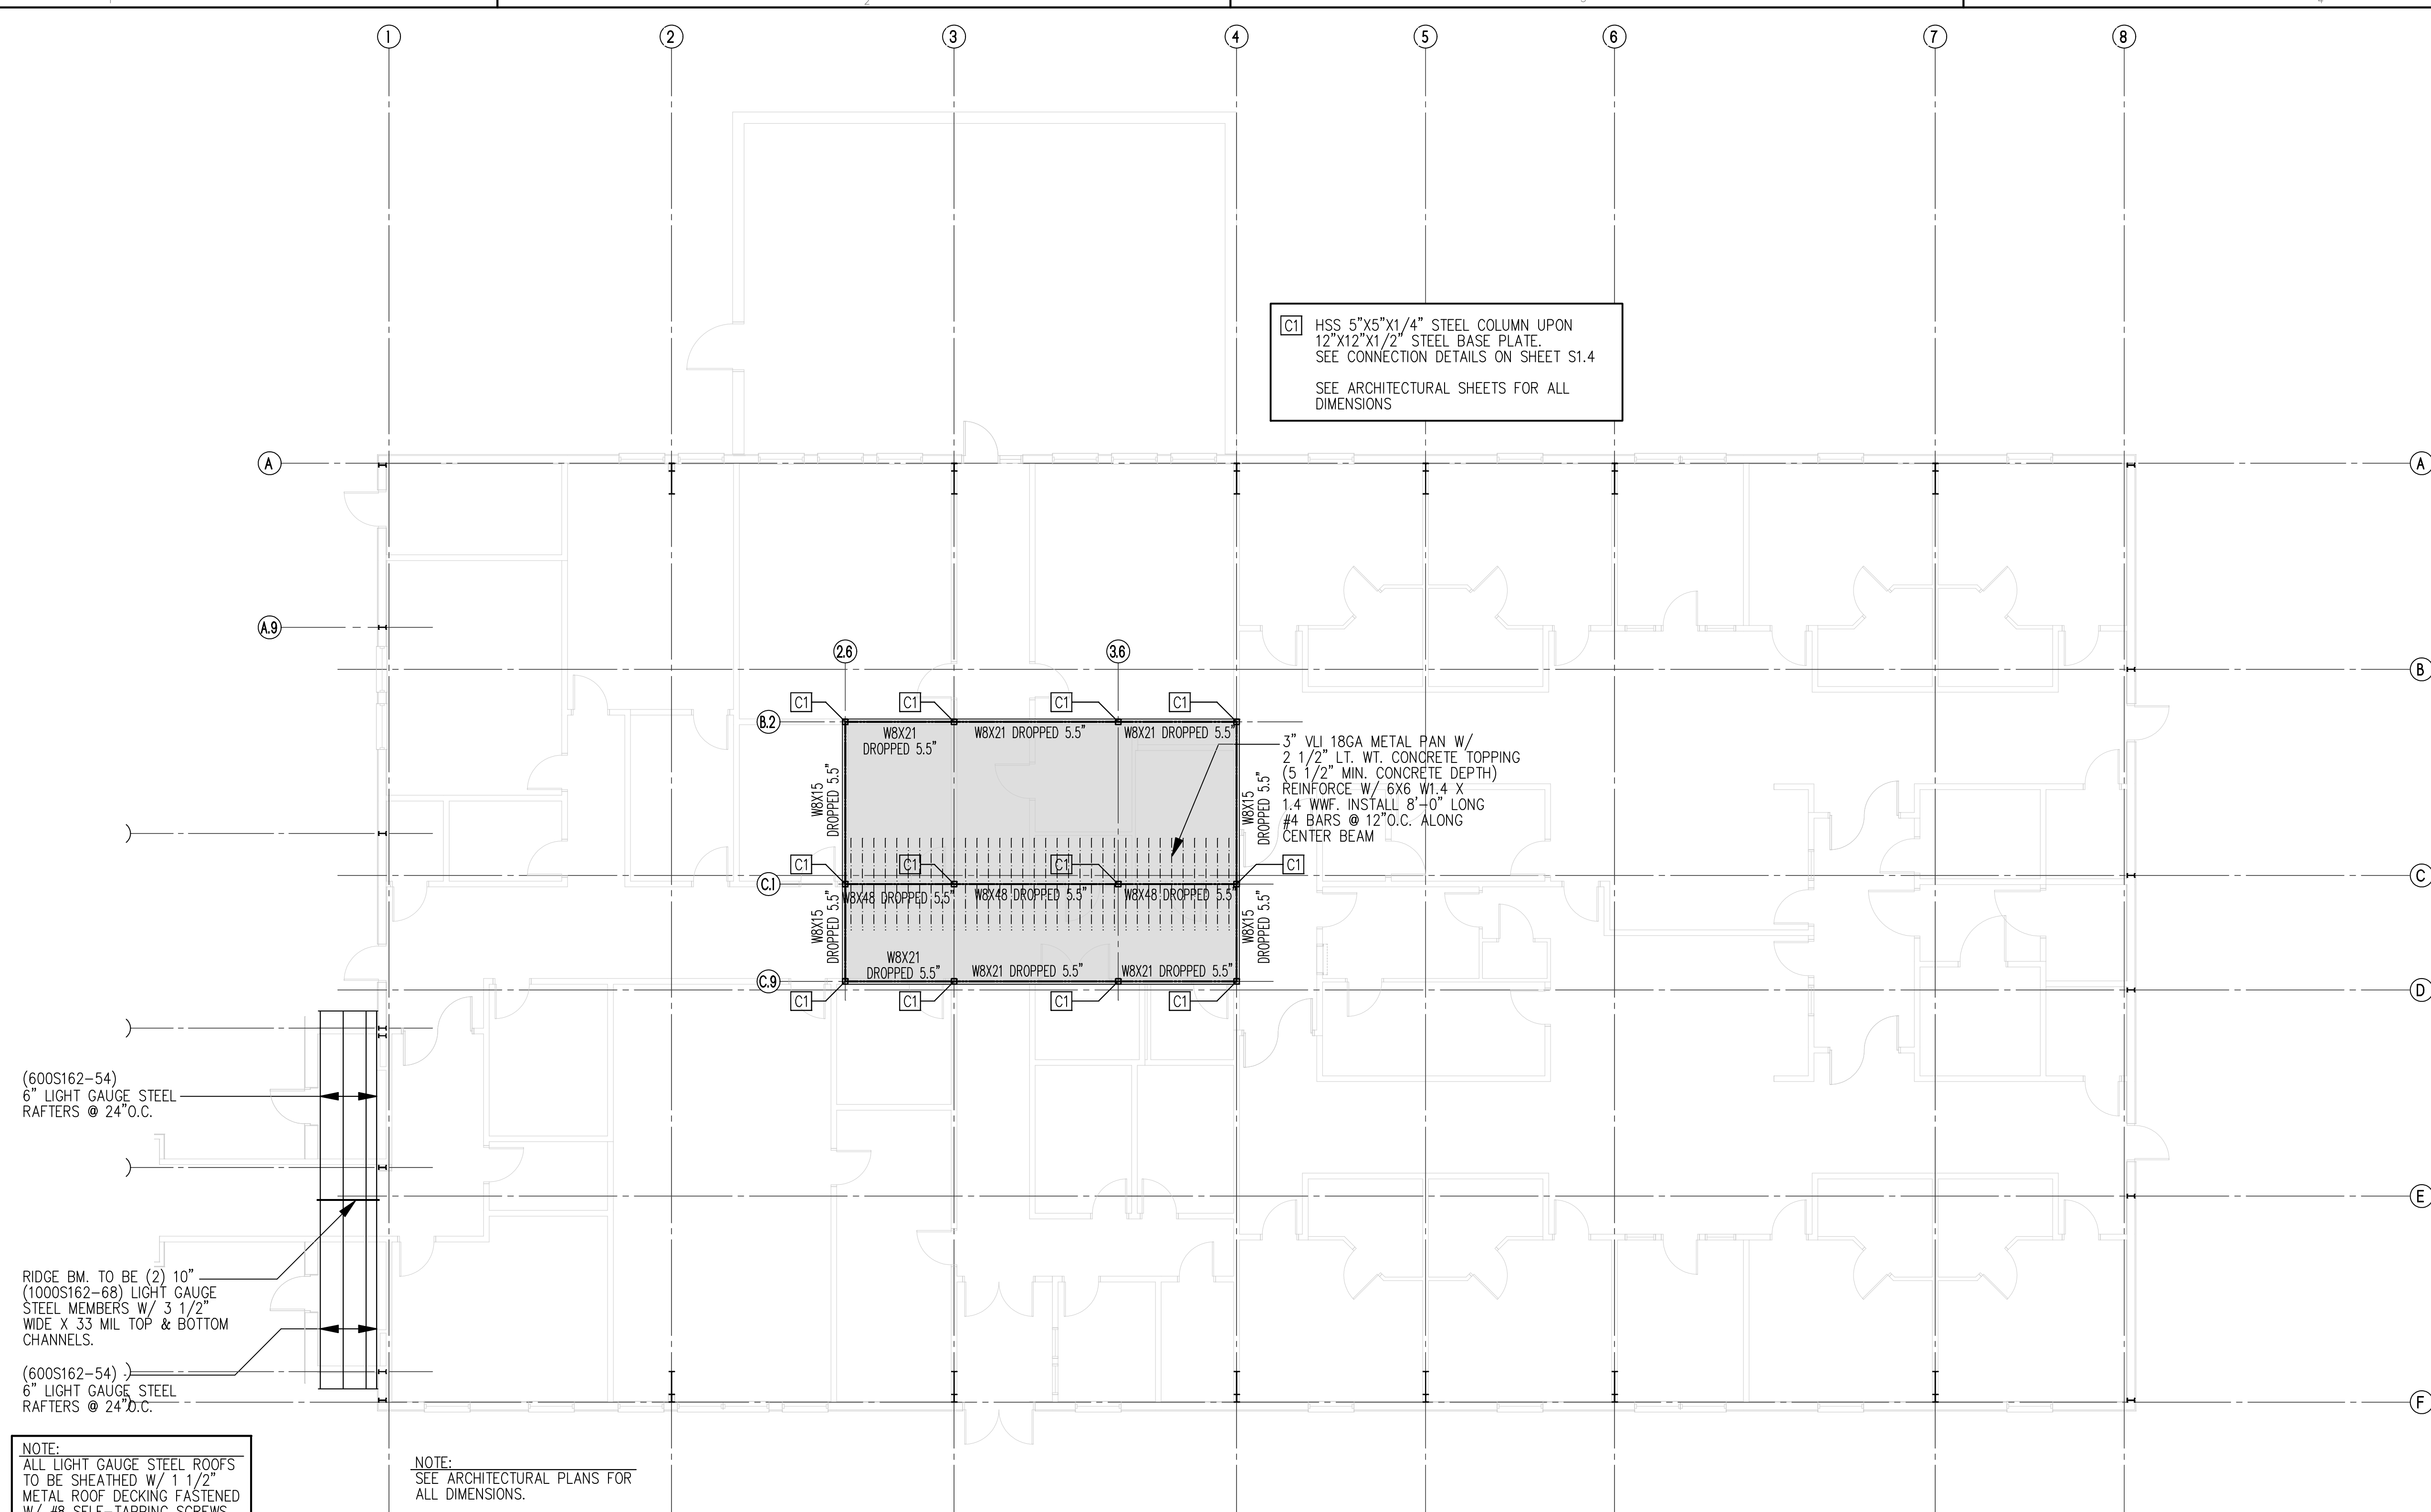 1 2 3 4 5 6 7 8
C1 HSS 5"X5"X1/4" STEEL COLUMN UPON
12"X12"X1/2" STEEL BASE PLATE.
SEE CONNECTION DETAILS ON SHEET S1.4
SEE ARCHITECTURAL SHEETS FOR ALL
DIMENSIONS
A A
A.9
2.6 3.6
B
C1 C1 C1 C1
B.2
W8X21
DROPPED 5.5"
W8X21 DROPPED 5.5"
W8X21 DROPPED 5.5"
3" VLI 18GA METAL PAN W/
2 1/2" LT. WT. CONCRETE TOPPING
(5 1/2" MIN. CONCRETE DEPTH)
REINFORCE W/ 6X6 W1.4 X
1.4 WWF. INSTALL 8'-0" LONG
#4 BARS @ 12"O.C. ALONG
CENTER BEAM
W8X15
DROPPED 5.5"
W8X15
DROPPED 5.5"
C1 C1 C1 C1
C.1
C
W8X48 DROPPED 5.5"
W8X48 DROPPED 5.5"
W8X48 DROPPED 5.5"
W8X15
DROPPED 5.5"
W8X15
DROPPED 5.5"
W8X21
DROPPED 5.5"
W8X21 DROPPED 5.5"
W8X21 DROPPED 5.5"
C.9
D
C1 C1 C1 C1
(600S162-54)
6" LIGHT GAUGE STEEL
RAFTERS @ 24"O.C.
E
RIDGE BM. TO BE (2) 10"
(1000S162-68) LIGHT GAUGE
STEEL MEMBERS W/ 3 1/2"
WIDE X 33 MIL TOP & BOTTOM
CHANNELS.
(600S162-54)
6" LIGHT GAUGE STEEL
RAFTERS @ 24"O.C.
F
NOTE:
ALL LIGHT GAUGE STEEL ROOFS
TO BE SHEATHED W/ 1 1/2"
METAL ROOF DECKING FASTENED
W/ #8 SELF-TAPPING SCREWS
NOTE:
SEE ARCHITECTURAL PLANS FOR
ALL DIMENSIONS.